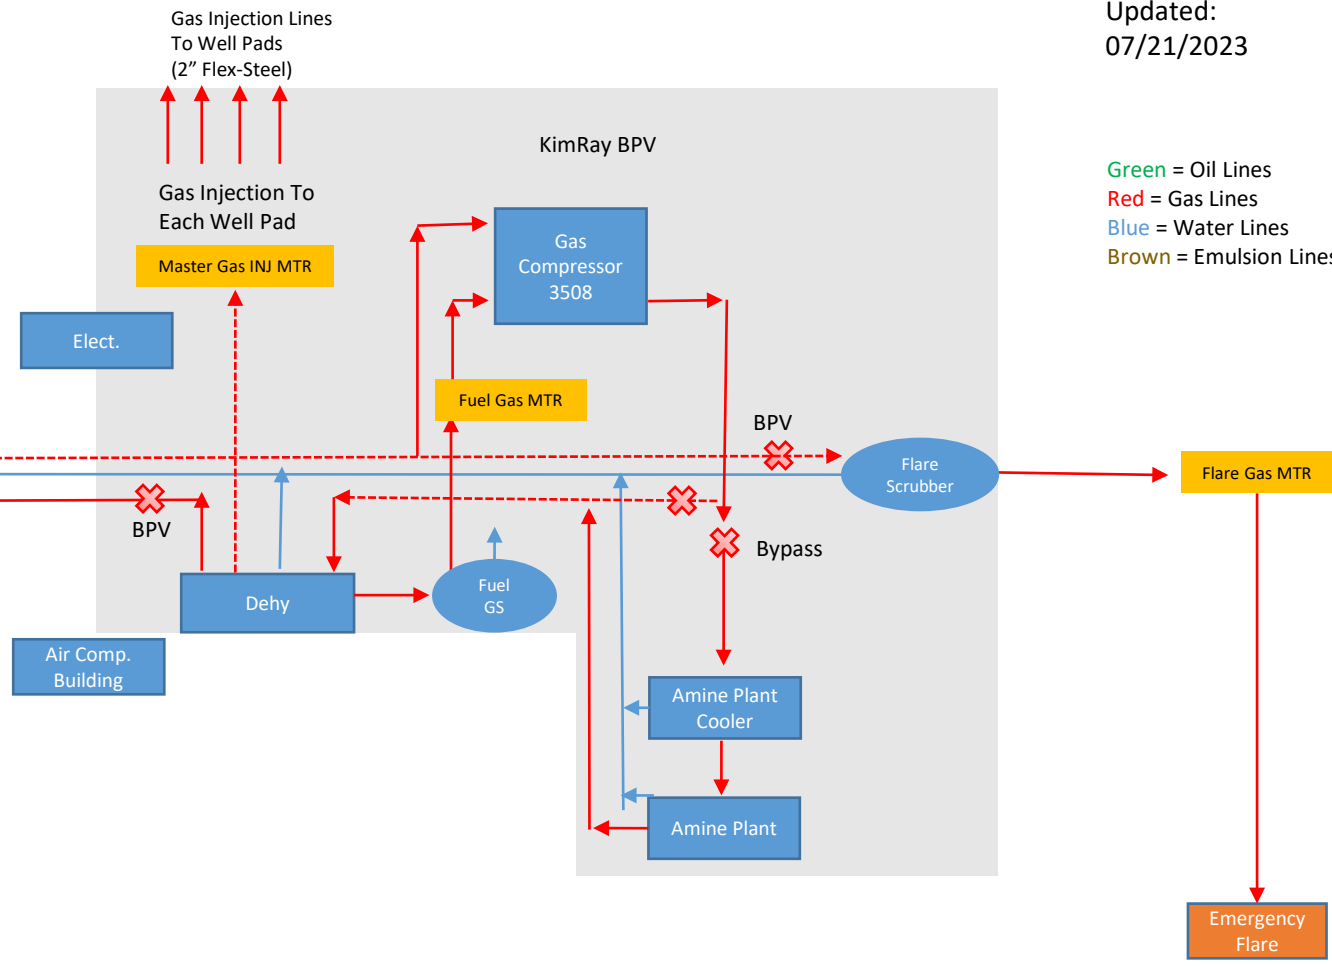 Gas Injection Lines
To Well Pads
(2” Flex-Steel)
Updated:
07/21/2023
KimRay BPV
Green = Oil Lines
Red = Gas Lines
Blue = Water Lines
Brown = Emulsion Lines
Gas Injection To
Each Well Pad
Master Gas INJ MTR
Gas
Compressor
3508
Elect.
Fuel Gas MTR
BPV
Flare
Scrubber
Flare Gas MTR
BPV
Bypass
Dehy
Fuel
GS
Air Comp.
Building
Amine Plant
Cooler
Amine Plant
Emergency
Flare